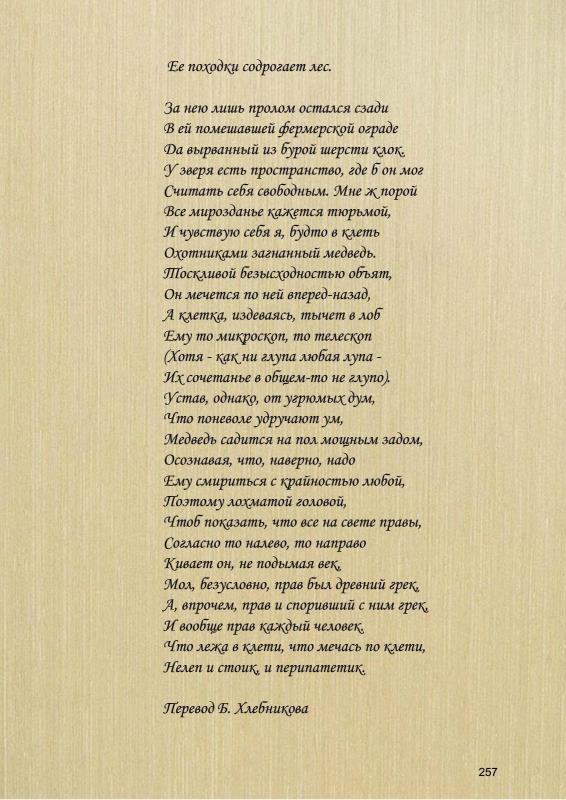 Ее походки содрогает лес.
За нею лишь пролом остался сзади
В ей помешавшей фермерской ограде
Да вырванный из бурой шерсти клок.
У зверя есть пространство, где б он мог
Считать себя свободным. Мне ж порой
Все мирозданье кажется тюрьмой,
И чувствую себя я, будто в клеть
Охотниками загнанный медведь.
Тоскливой безысходностью объят,
Он мечется по ней вперед-назад,
А клетка, издеваясь, тычет в лоб
Ему то микроскоп, то телескоп
(Хотя - как ни глупа любая лупа -
Их сочетанье в общем-то не глупо).
Устав, однако, от угрюмых дум,
Что поневоле удручают ум,
Медведь садится на пол мощным задом,
Осознавая, что, наверно, надо
Ему смириться с крайностью любой,
Поэтому лохматой головой,
Чтоб показать, что все на свете правы,
Согласно то налево, то направо
Кивает он, не подымая век,
Мол, безусловно, прав был древний грек,
А, впрочем, прав и споривший с ним грек,
И вообще прав каждый человек.
Что лежа в клети, что мечась по клети,
Нелеп и стоик, и перипатетик.
Перевод Б. Хлебникова
257